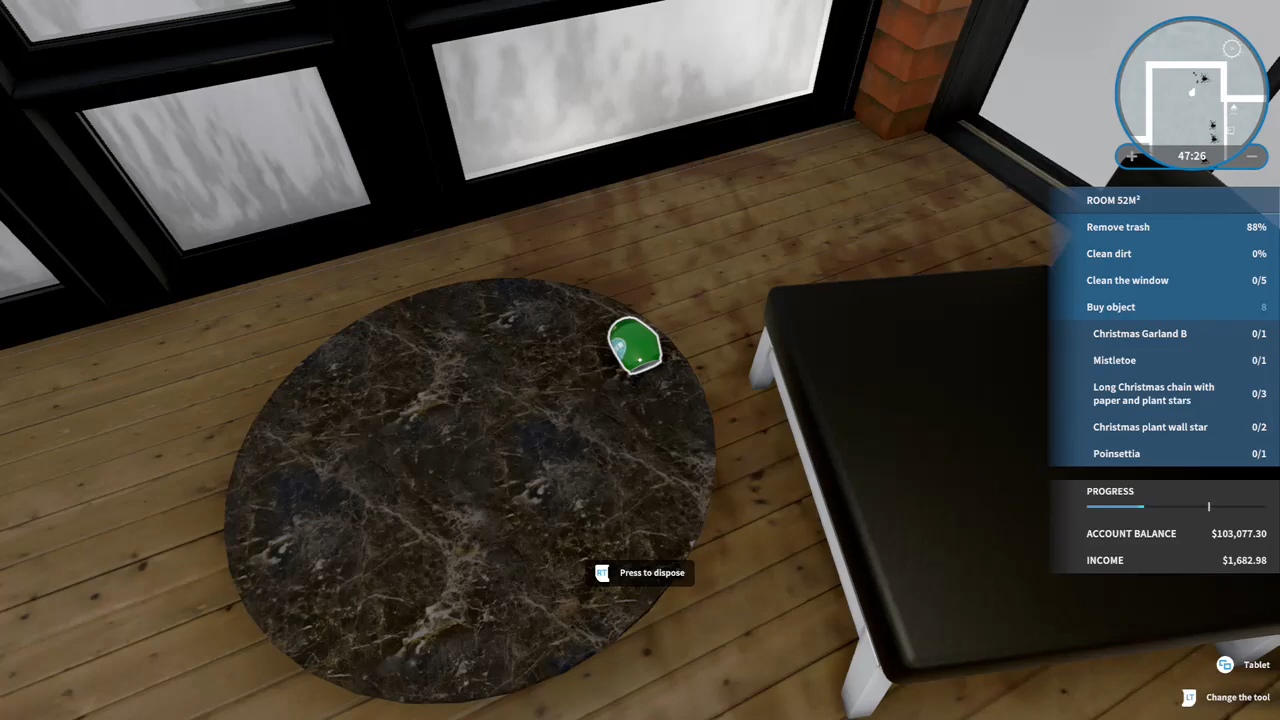 47:26
ROOM 52M²
Remove trash 88%
Clean dirt 0%
Clean the window 0/5
Buy object 8
Christmas Garland B 0/1
Mistletoe 0/1
Long Christmas chain with
paper and plant stars 0/3
Christmas plant wall star 0/2
Poinsettia 0/1
PROGRESS
ACCOUNT BALANCE $103,077.30
INCOME $1,682.98
RT Press to dispose
Tablet
LT Change the tool